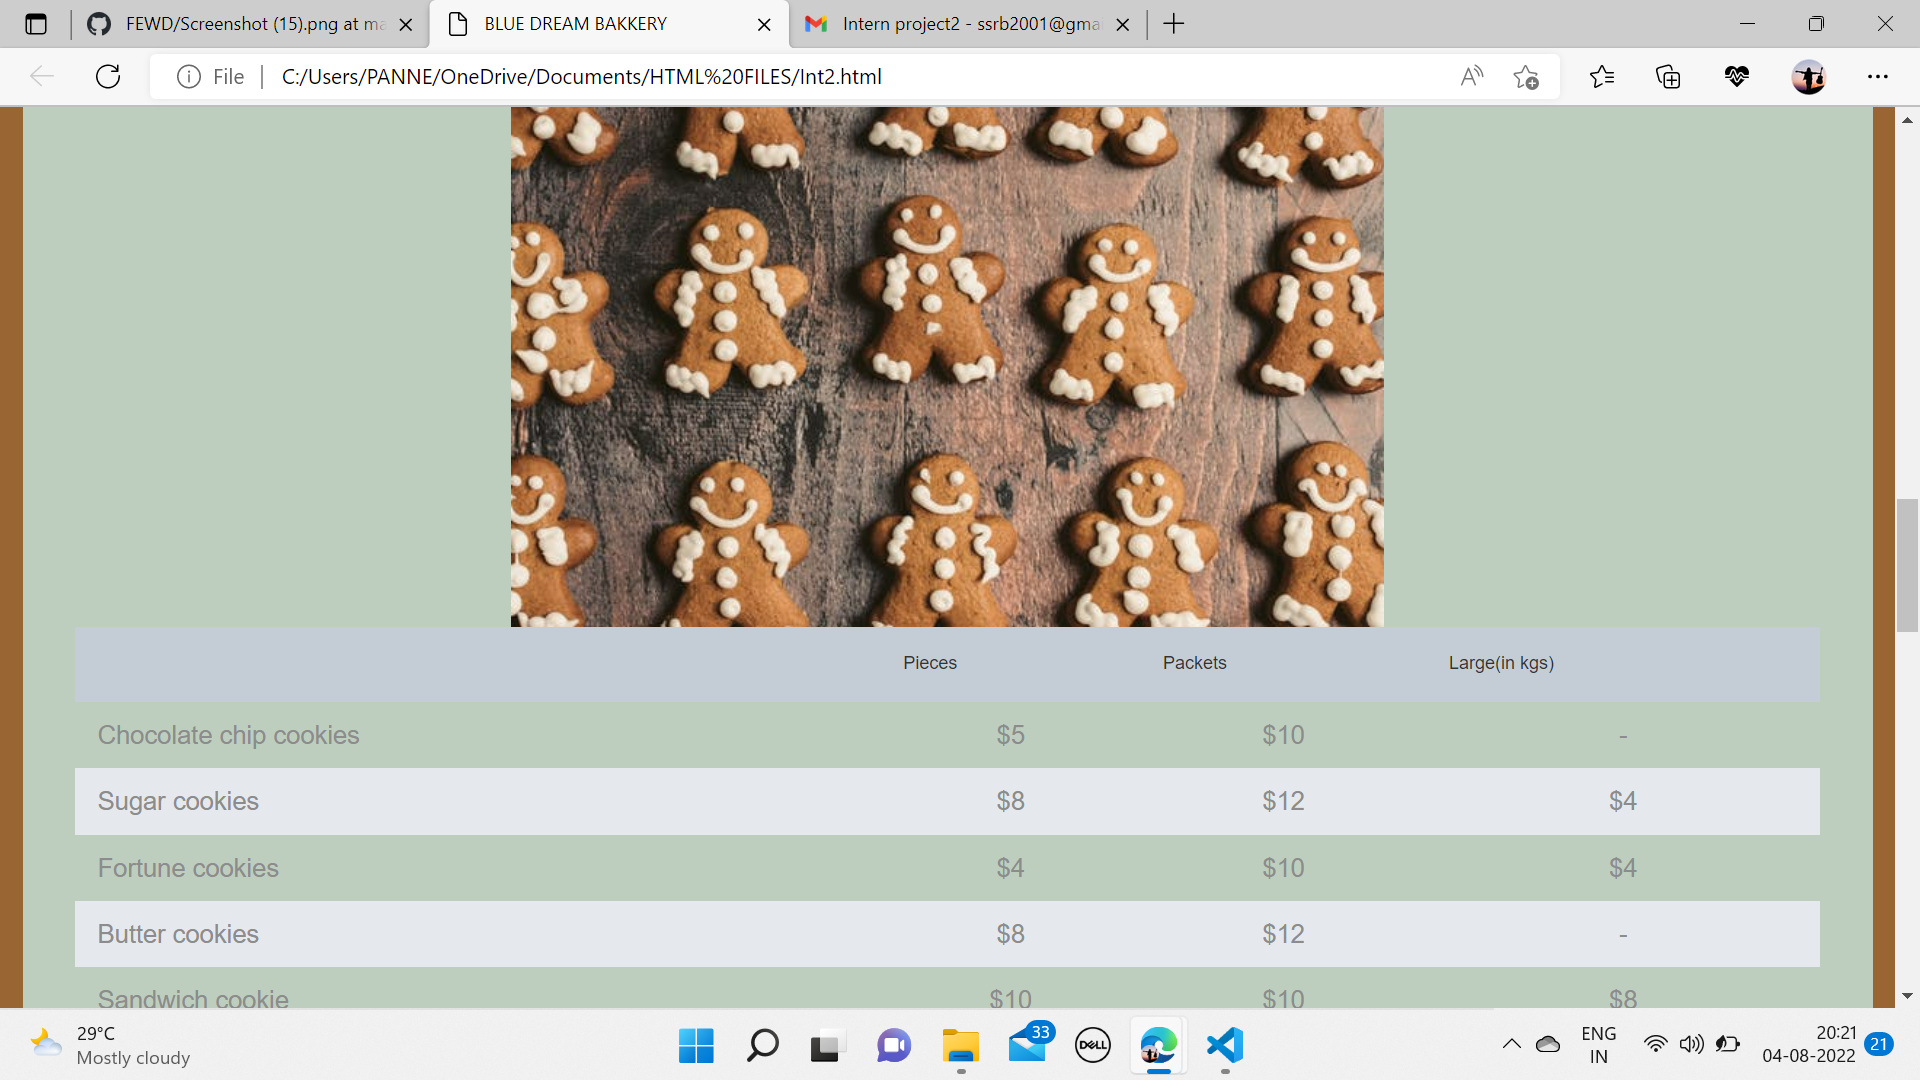 FEWD/Screenshot (15).png at ma
BLUE DREAM BAKKERY
Intern project2 - ssrb2001@gma
File
C:/Users/PANNE/OneDrive/Documents/HTML%20FILES/Int2.html
Pieces Packets Large(in kgs)
Chocolate chip cookies $5 $10 -
Sugar cookies $8 $12 $4
Fortune cookies $4 $10 $4
Butter cookies $8 $12 -
Sandwich cookie $10 $10 $8
29°C
Mostly cloudy
33
DELL
ENG
IN
20:21
04-08-2022
21